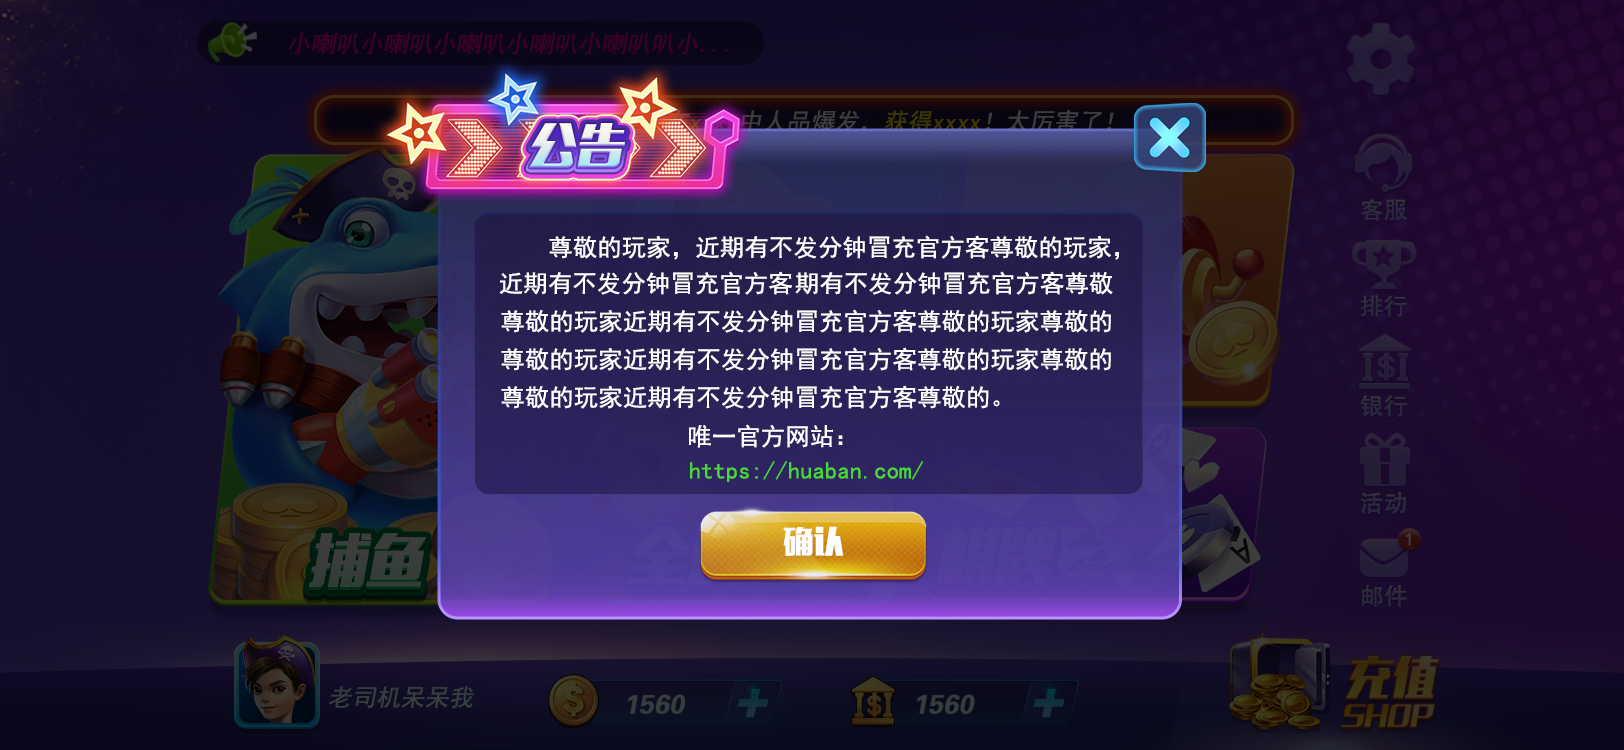 小喇叭小喇叭小喇叭小喇叭小喇叭叭小...
中人品爆发，获得xxxx！太厉害了！
公告
尊敬的玩家，近期有不发分钟冒充官方客尊敬的玩家，
近期有不发分钟冒充官方客期有不发分钟冒充官方客尊敬
尊敬的玩家近期有不发分钟冒充官方客尊敬的玩家尊敬的
尊敬的玩家近期有不发分钟冒充官方客尊敬的玩家尊敬的
尊敬的玩家近期有不发分钟冒充官方客尊敬的。
唯一官方网站：
https://huaban.com/
确认
捕鱼
全
棋牌
A
客服
排行
银行
活动
1
邮件
老司机呆呆我
1560
1560
充值
SHOP